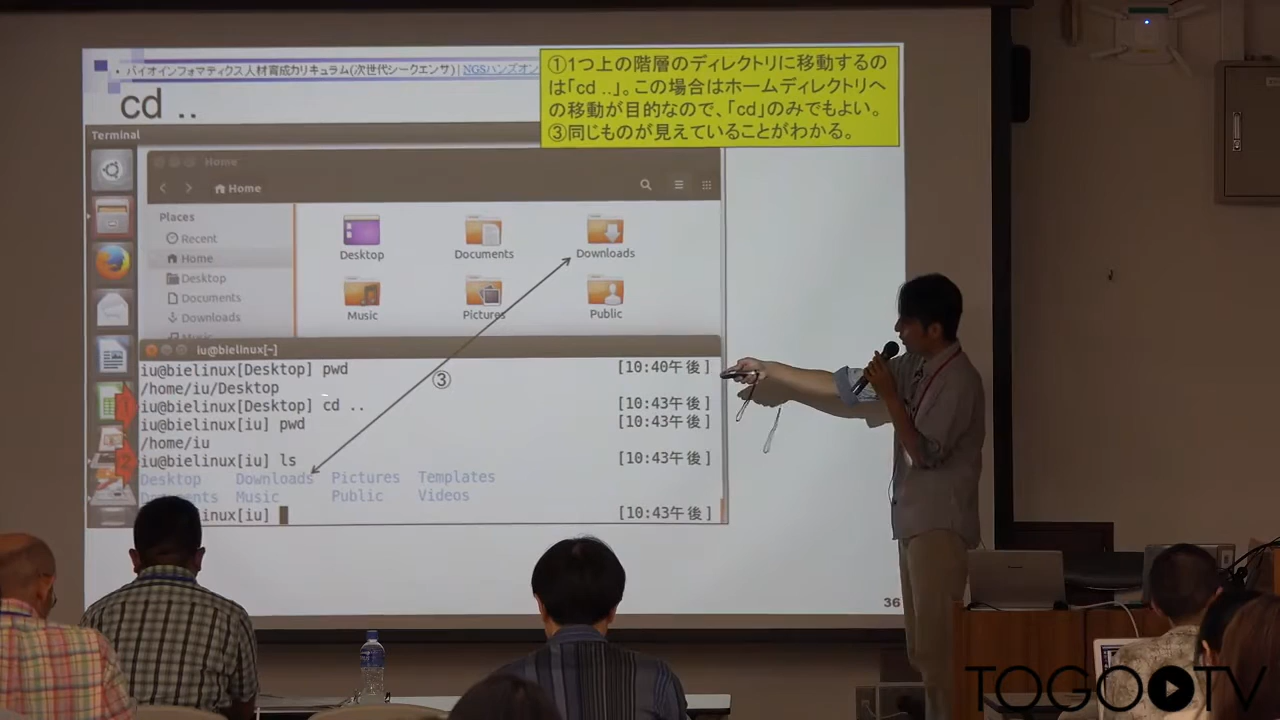 ・バイオインフォマティクス人材育成カリキュラム(次世代シークエンサ) | NGSハンズオン
cd ..
①1つ上の階層のディレクトリに移動するの
は「cd ..」。この場合はホームディレクトリへ
の移動が目的なので、「cd」のみでもよい。
③同じものが見えていることがわかる。
Terminal
Home
Home
Places
Recent
Home
Desktop
Documents
Downloads
Music
Desktop
Documents
Downloads
Music
Pictures
Public
iu@bielinux[~]
iu@bielinux[Desktop] pwd [10:40午後]
/home/iu/Desktop
③
iu@bielinux[Desktop] cd .. [10:43午後]
iu@bielinux[iu] pwd [10:43午後]
/home/iu
iu@bielinux[iu] ls [10:43午後]
Desktop Downloads Pictures Templates
Documents Music Public Videos
inux[iu] [10:43午後]
1
2
36
TOGOTV